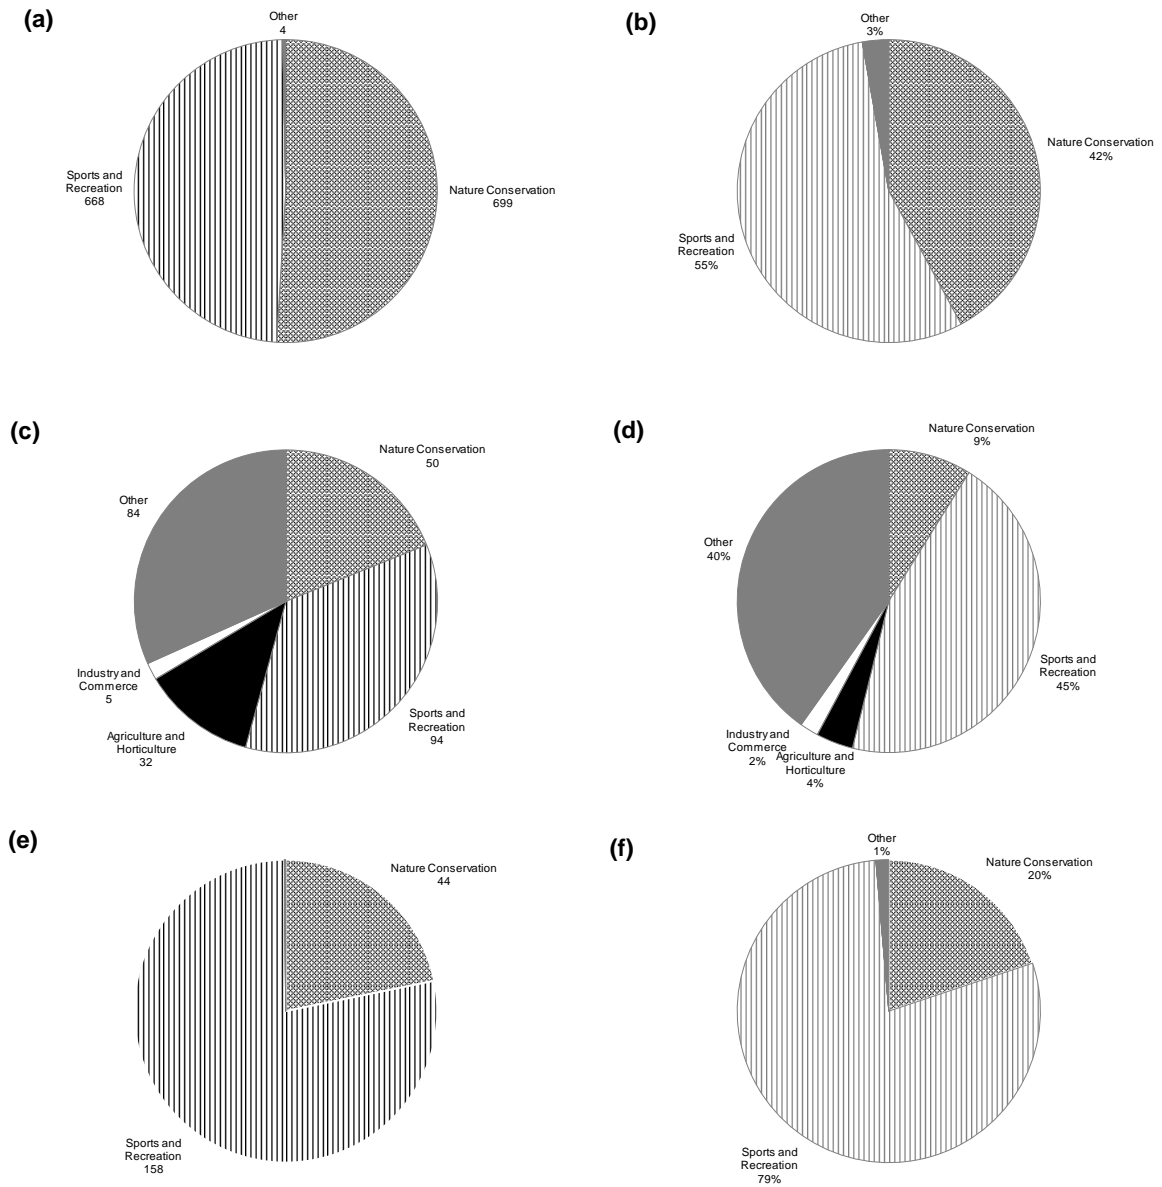 (a)
Other
4
Sports and
Recreation
668
Nature Conservation
699
(b)
Other
3%
Nature Conservation
42%
Sports and
Recreation
55%
(c)
Nature Conservation
50
Other
84
Industry and
Commerce
5
Agriculture and
Horticulture
32
Sports and
Recreation
94
(d)
Nature Conservation
9%
Other
40%
Sports and
Recreation
45%
Industry and
Commerce
2%
Agriculture and
Horticulture
4%
(e)
Nature Conservation
44
Sports and
Recreation
158
(f)
Other
1%
Nature Conservation
20%
Sports and
Recreation
79%